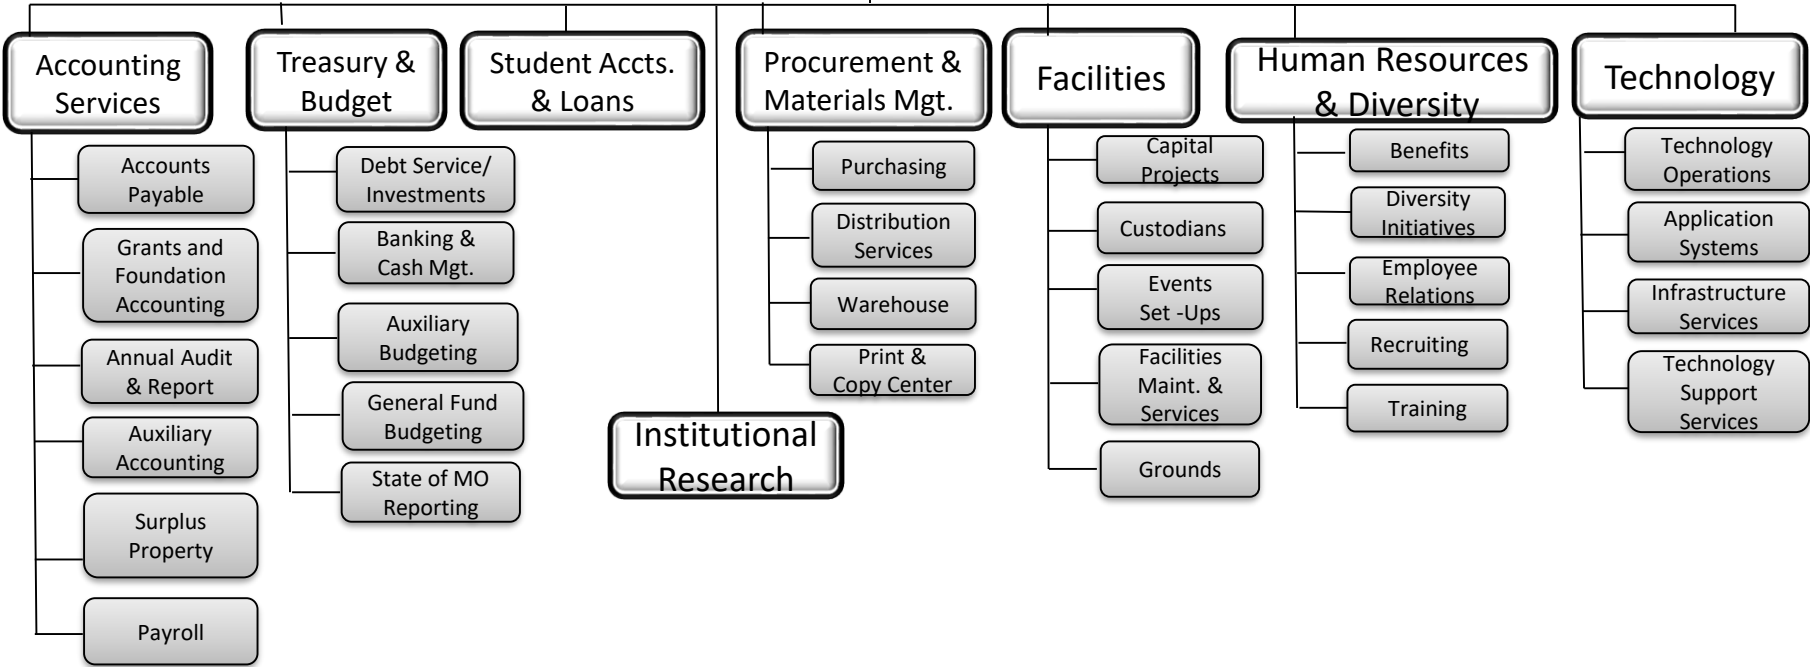 Accounting
Services
Accounts
Payable
Grants and
Foundation
Accounting
Annual Audit
& Report
Auxiliary
Accounting
Surplus
Property
Payroll
Treasury &
Budget
Debt Service/
Investments
Banking &
Cash Mgt.
Auxiliary
Budgeting
General Fund
Budgeting
State of MO
Reporting
Student Accts.
& Loans
Institutional
Research
Procurement &
Materials Mgt.
Purchasing
Distribution
Services
Warehouse
Print &
Copy Center
Facilities
Capital
Projects
Custodians
Events
Set -Ups
Facilities
Maint. &
Services
Grounds
Human Resources
& Diversity
Benefits
Diversity
Initiatives
Employee
Relations
Recruiting
Training
Technology
Technology
Operations
Application
Systems
Infrastructure
Services
Technology
Support
Services